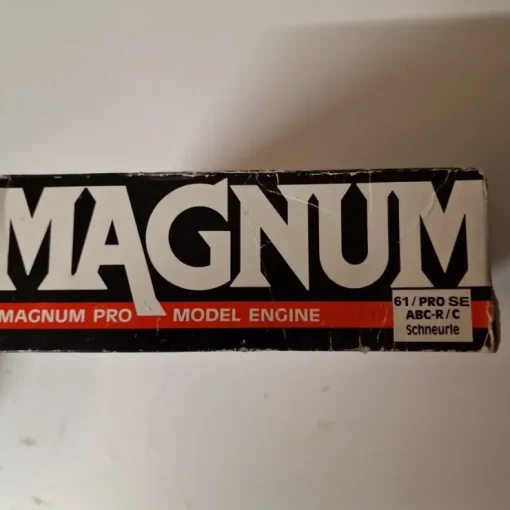 MAGNUM
MAGNUM PRO MODEL ENGINE
61/PRO SE
ABC-R/C
Schneurle